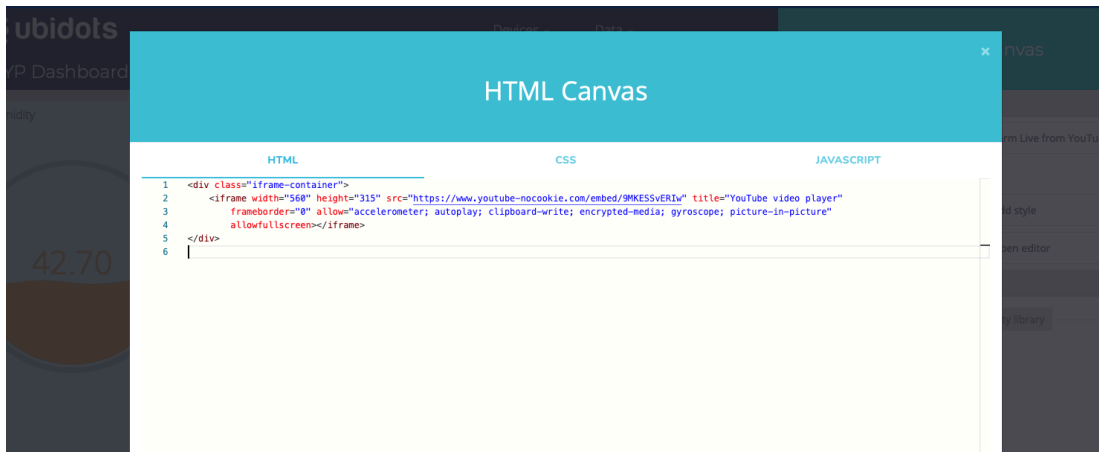 ubidots
Devices
Data
nvas
YP Dashboard
×
HTML Canvas
nidity
rm Live from YouTu
HTML
CSS
JAVASCRIPT
1 <div class="iframe-container">
2 <iframe width="560" height="315" src="https://www.youtube-nocookie.com/embed/9MKESSvERIw" title="YouTube video player"
3 frameborder="0" allow="accelerometer; autoplay; clipboard-write; encrypted-media; gyroscope; picture-in-picture"
4 allowfullscreen></iframe>
5 </div>
6
dd style
pen editor
42.70
ty library